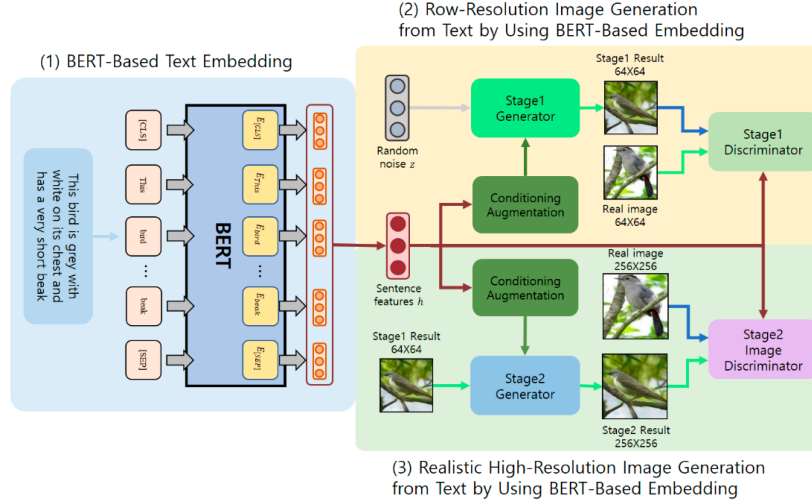 (1) BERT-Based Text Embedding
This bird is grey with
white on its chest and
has a very short beak
[CLS]
This
bird
...
beak
[SEP]
BERT
E[CLS]
EThis
Ebird
...
Ebeak
E[SEP]
(2) Row-Resolution Image Generation
from Text by Using BERT-Based Embedding
Random
noise z
Stage1
Generator
Stage1 Result
64X64
Real image
64X64
Stage1
Discriminator
Conditioning
Augmentation
Sentence
features h
Conditioning
Augmentation
Real image
256X256
Stage1 Result
64X64
Stage2
Generator
Stage2 Result
256X256
Stage2
Image
Discriminator
(3) Realistic High-Resolution Image Generation
from Text by Using BERT-Based Embedding